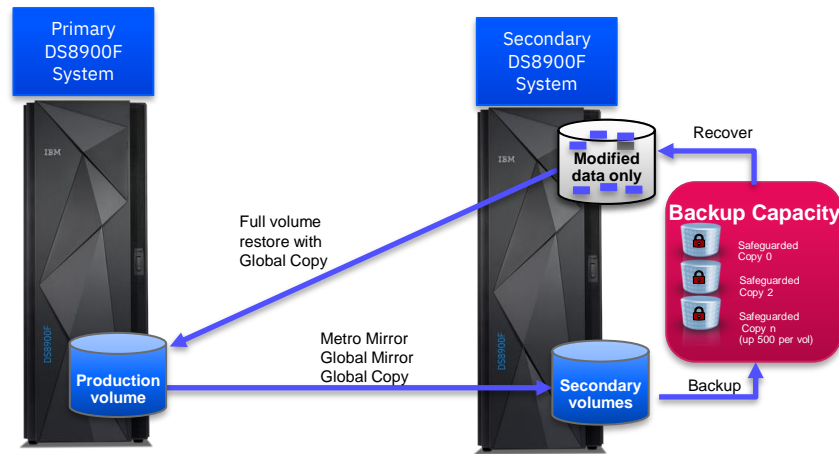 Primary
DS8900F
System
Secondary
DS8900F
System
IBM
IBM
Modified
data only
Recover
Backup Capacity
Safeguarded
Copy 0
Safeguarded
Copy 2
Safeguarded
Copy n
(up 500 per vol)
Full volume
restore with
Global Copy
DS8900F
DS8900F
Metro Mirror
Global Mirror
Global Copy
Production
volume
Secondary
volumes
Backup